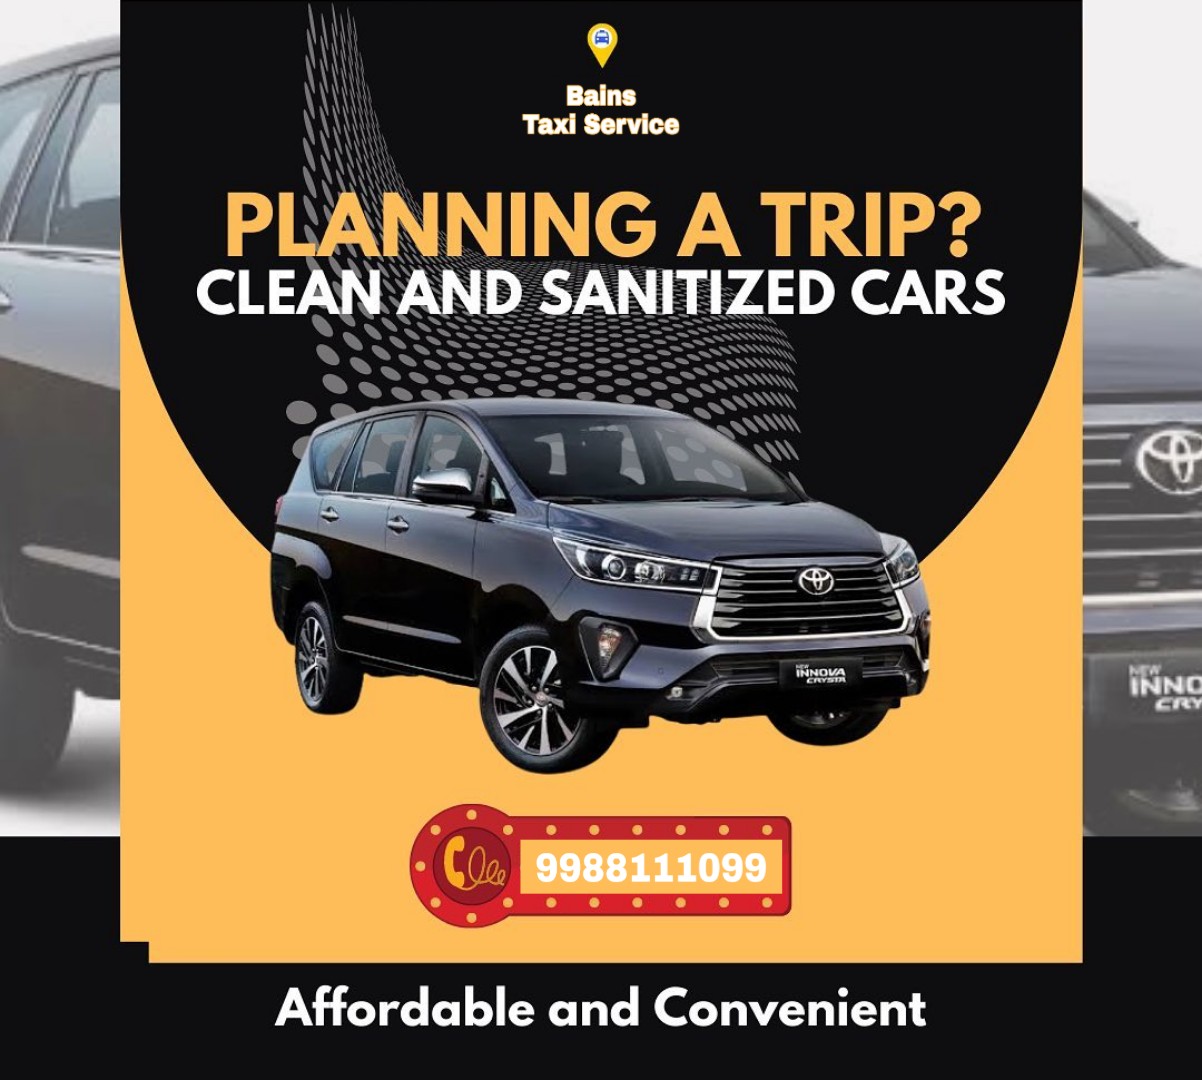 Bains
Taxi Service
PLANNING A TRIP?
CLEAN AND SANITIZED CARS
NEW
INNOVA
CRYSTA
9988111099
Affordable and Convenient
NEW
INNO
CRY